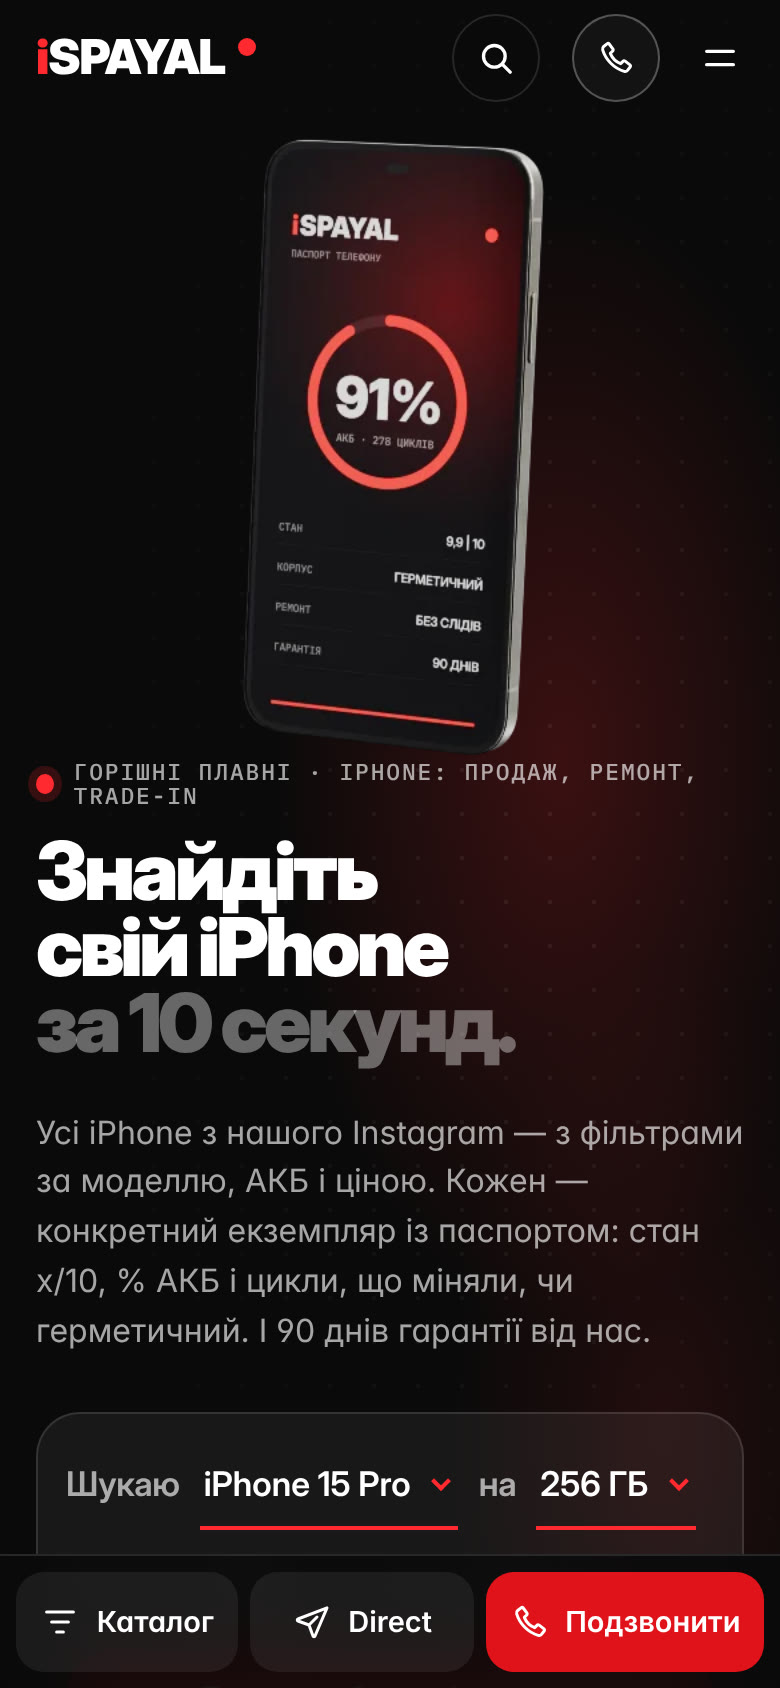 iSPAYAL
iSPAYAL
ПАСПОРТ ТЕЛЕФОНУ
91%
АКБ · 278 ЦИКЛІВ
СТАН 9,9 | 10
КОРПУС ГЕРМЕТИЧНИЙ
РЕМОНТ БЕЗ СЛІДІВ
ГАРАНТІЯ 90 ДНІВ
ГОРІШНІ ПЛАВНІ · IPHONE: ПРОДАЖ, РЕМОНТ,
TRADE-IN
Знайдіть
свій iPhone
за 10 секунд.
Усі iPhone з нашого Instagram — з фільтрами
за моделлю, АКБ і ціною. Кожен —
конкретний екземпляр із паспортом: стан
x/10, % АКБ і цикли, що міняли, чи
герметичний. І 90 днів гарантії від нас.
Шукаю iPhone 15 Pro на 256 ГБ
Каталог Direct Подзвонити